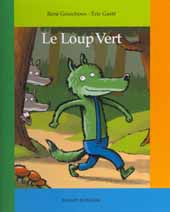 René Gouichoux - Éric Gasté
Le Loup Vert